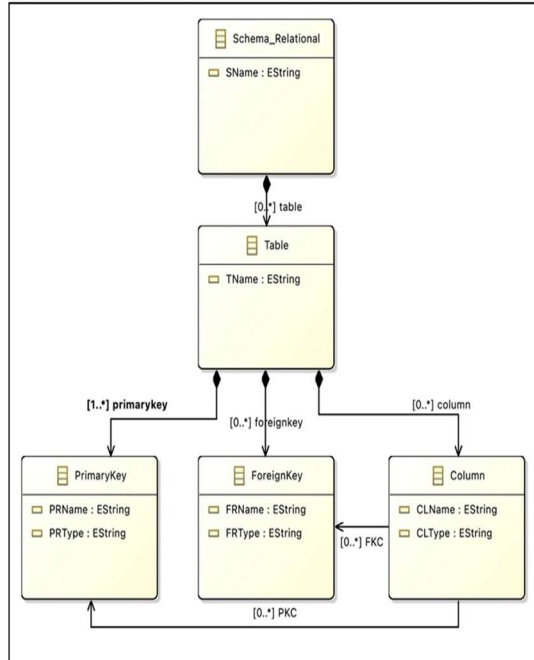 Schema_Relational
SName : EString
[0..*] table
Table
TName : EString
[1..*] primarykey
[0..*] foreignkey
[0..*] column
PrimaryKey
PRName : EString
PRType : EString
ForeignKey
FRName : EString
FRType : EString
Column
CLName : EString
CLType : EString
[0..*] FKC
[0..*] PKC